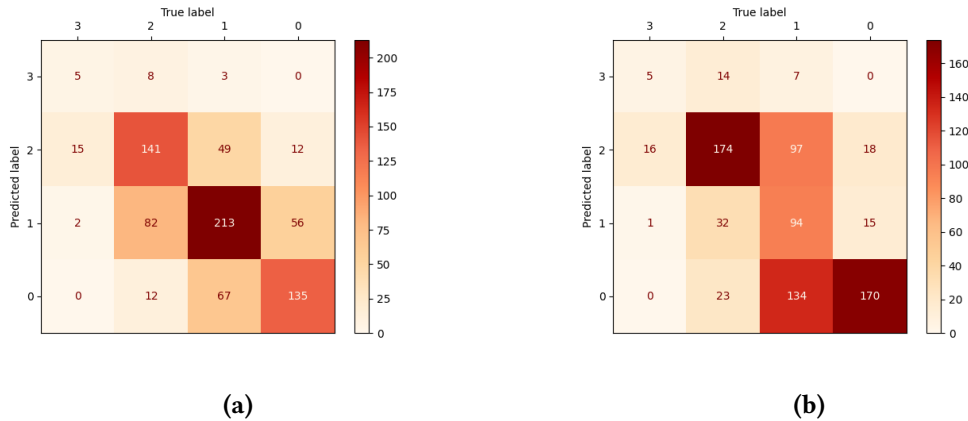 True label
3 2 1 0
Predicted label
3 5 8 3 0
2 15 141 49 12
1 2 82 213 56
0 0 12 67 135
200
175
150
125
100
75
50
25
0
(a)
True label
3 2 1 0
Predicted label
3 5 14 7 0
2 16 174 97 18
1 1 32 94 15
0 0 23 134 170
160
140
120
100
80
60
40
20
0
(b)